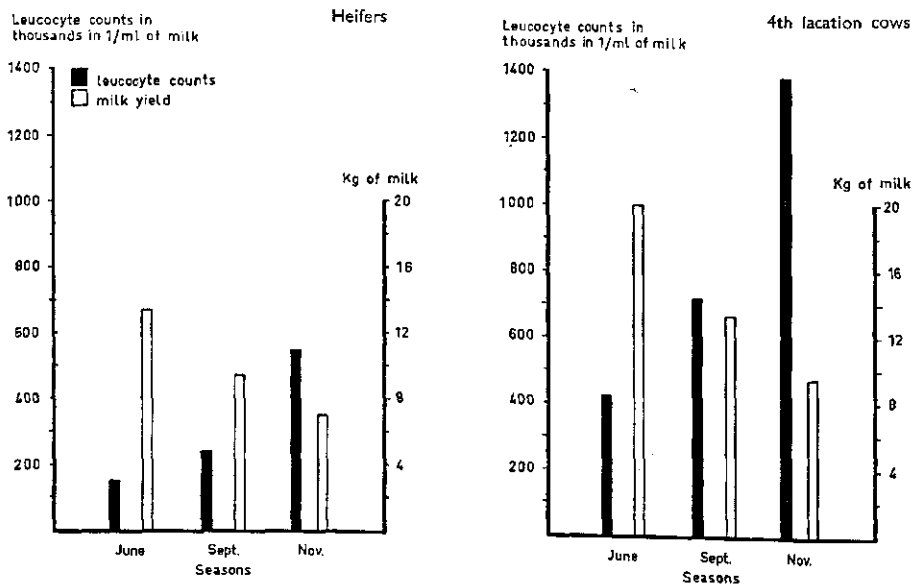 Leucocyte counts in
thousands in 1/ml of milk
Heifers
leucocyte counts
milk yield
1400
1200
1000
800
600
400
200
Kg of milk
20
16
12
8
4
June
Sept.
Nov.
Seasons
Leucocyte counts in
thousands in 1/ml of milk
4th lacation cows
1400
1200
1000
800
700
600
400
200
Kg of milk
20
16
12
8
4
June
Sept.
Nov.
Seasons